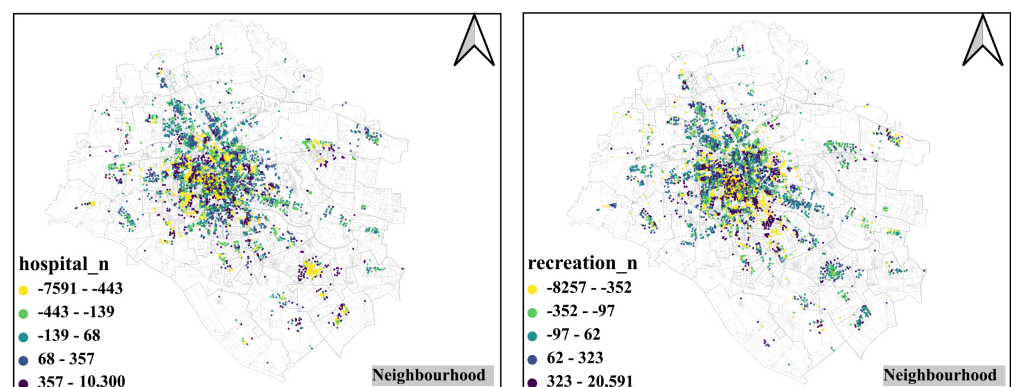 hospital_n
-7591 - -443
-443 - -139
-139 - 68
68 - 357
357 - 10,300
Neighbourhood
recreation_n
-8257 - -352
-352 - -97
-97 - 62
62 - 323
323 - 20,591
Neighbourhood